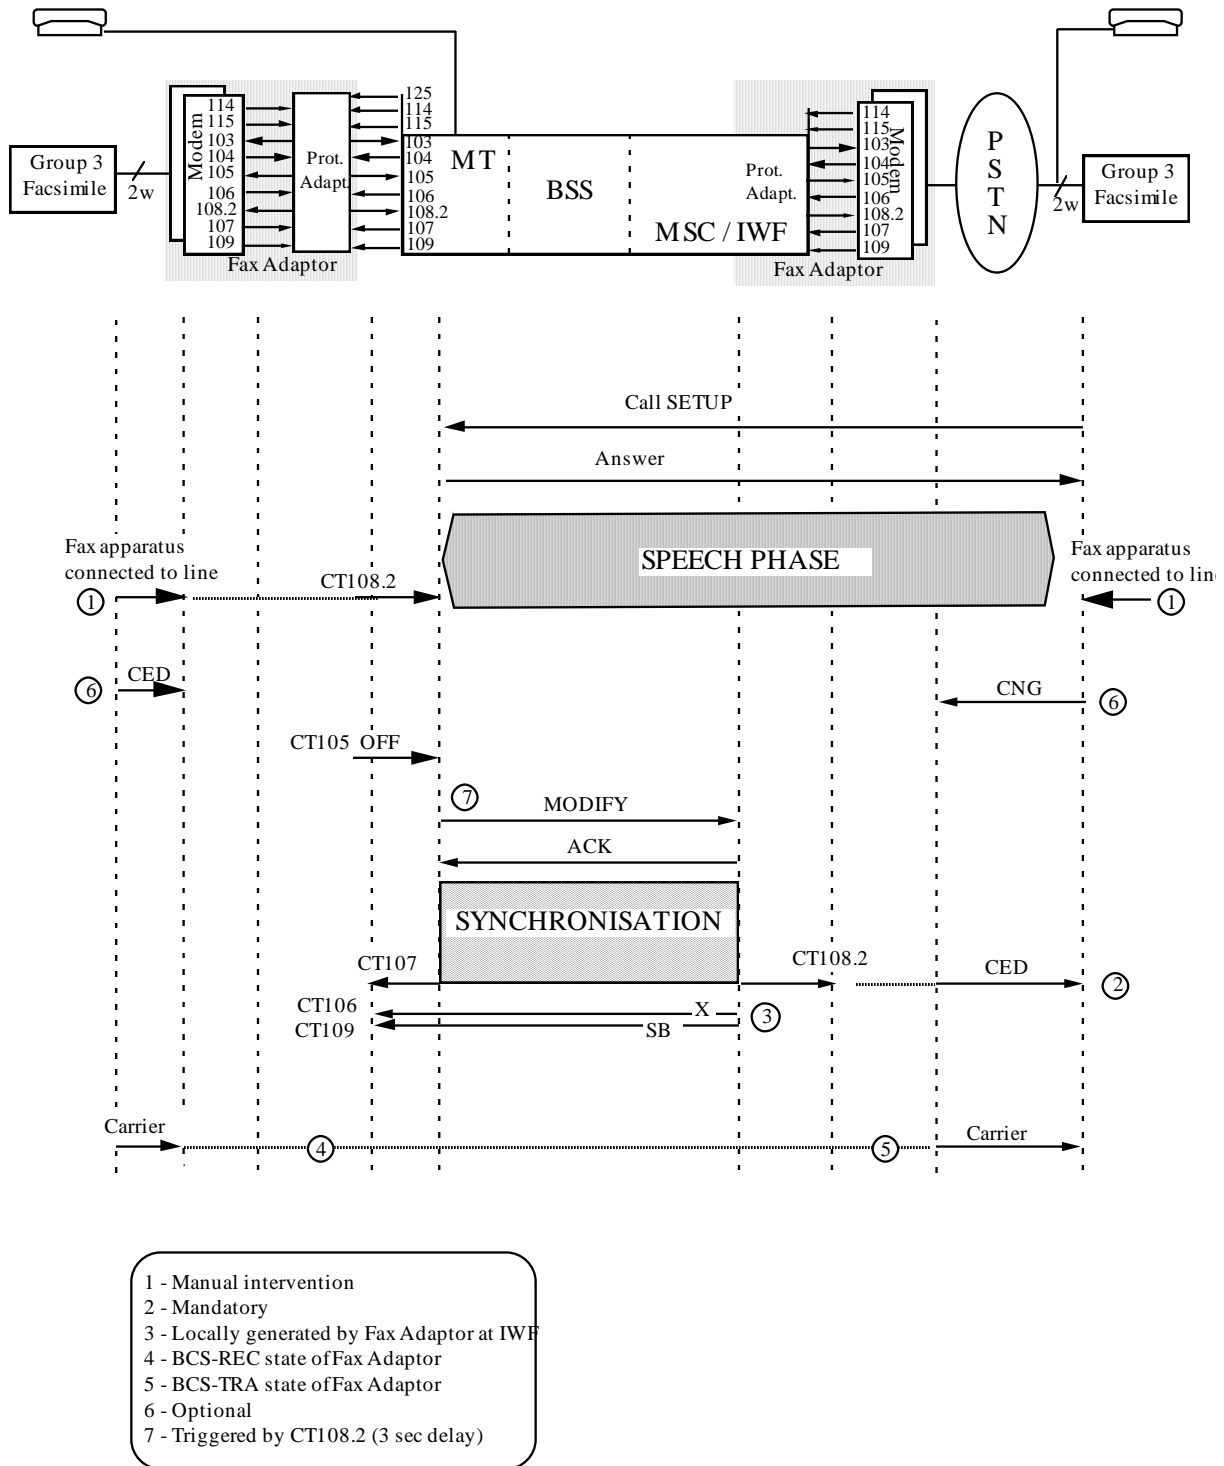 Group 3
Facsimile
2w
Modem
114
115
103
104
105
106
108.2
107
109
Prot.
Adapt.
Fax Adaptor
125
114
115
103
104
105
106
108.2
107
109
MT
BSS
MSC / IWF
Prot.
Adapt.
Fax Adaptor
114
115
103
104
105
106
108.2
107
109
Modem
P
S
T
N
2w
Group 3
Facsimile
Call SETUP
Answer
SPEECH PHASE
Fax apparatus
connected to line
1
CT108.2
Fax apparatus
connected to lin
1
6
CED
CNG
6
CT105 OFF
7
MODIFY
ACK
SYNCHRONISATION
CT107
CT108.2
CED
2
CT106
X
3
CT109
SB
Carrier
4
5
Carrier
1 - Manual intervention
2 - Mandatory
3 - Locally generated by Fax Adaptor at IWF
4 - BCS-REC state of Fax Adaptor
5 - BCS-TRA state of Fax Adaptor
6 - Optional
7 - Triggered by CT108.2 (3 sec delay)